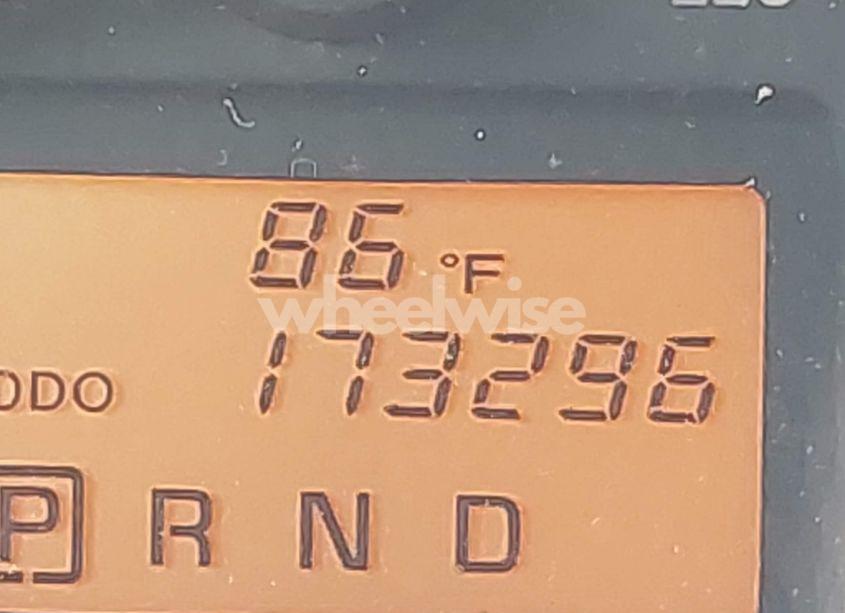 86 °F
wheelwise
173296
ODO
P R N D